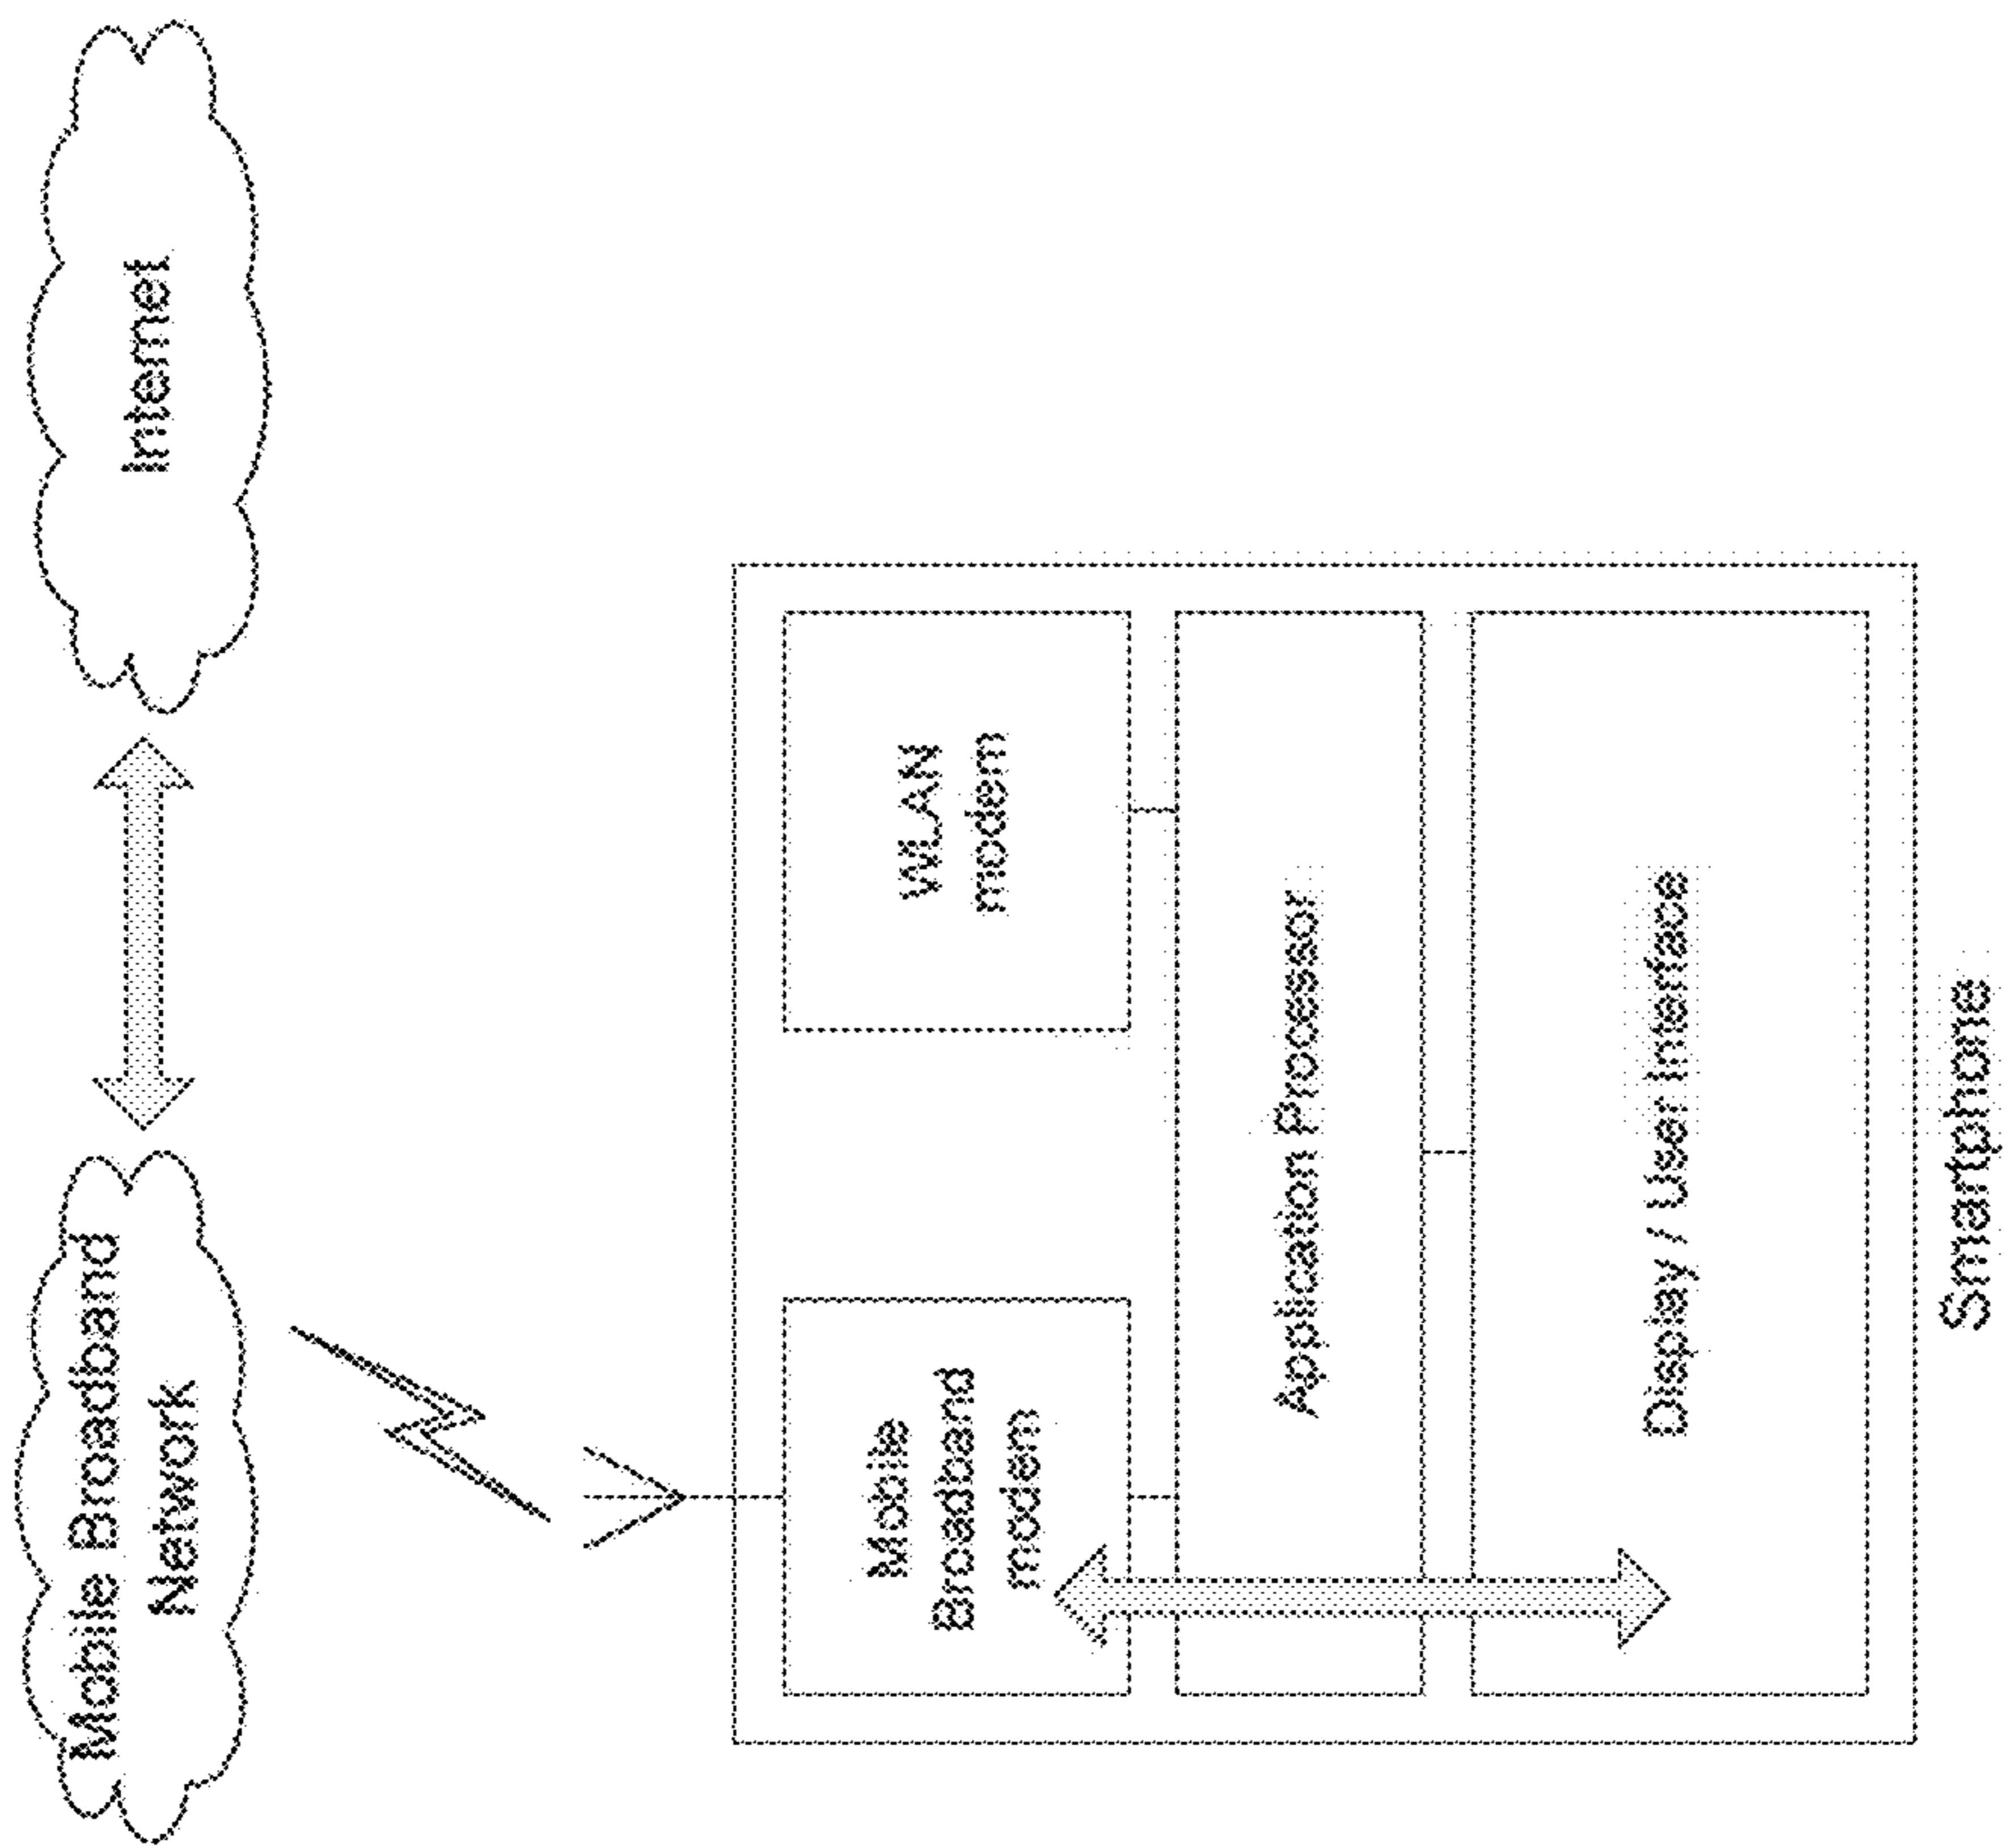 Mobile Broadband
Network
Internet
Mobile
Broadband
modem
WLAN
modem
Application Processor
Display / User Interface
Smartphone